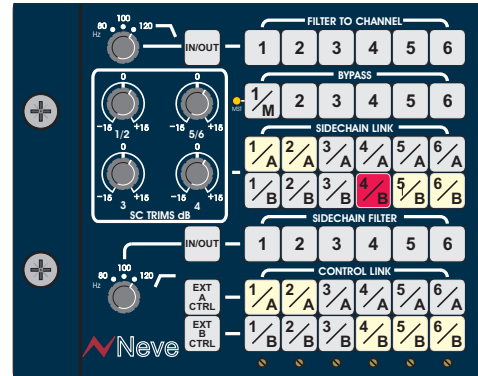 80 100 120
Hz
IN/OUT
FILTER TO CHANNEL
1 2 3 4 5 6
0 0
-15 +15 -15 +15
1/2 5/6
0 0
-15 +15 -15 +15
3 4
SC TRIMS dB
BYPASS
MST
1/M 2 3 4 5 6
SIDECHAIN LINK
1/A 2/A 3/A 4/A 5/A 6/A
1/B 2/B 3/B 4/B 5/B 6/B
SIDECHAIN FILTER
IN/OUT
1 2 3 4 5 6
80 100 120
Hz
CONTROL LINK
EXT
A
CTRL
1/A 2/A 3/A 4/A 5/A 6/A
EXT
B
CTRL
1/B 2/B 3/B 4/B 5/B 6/B
Neve